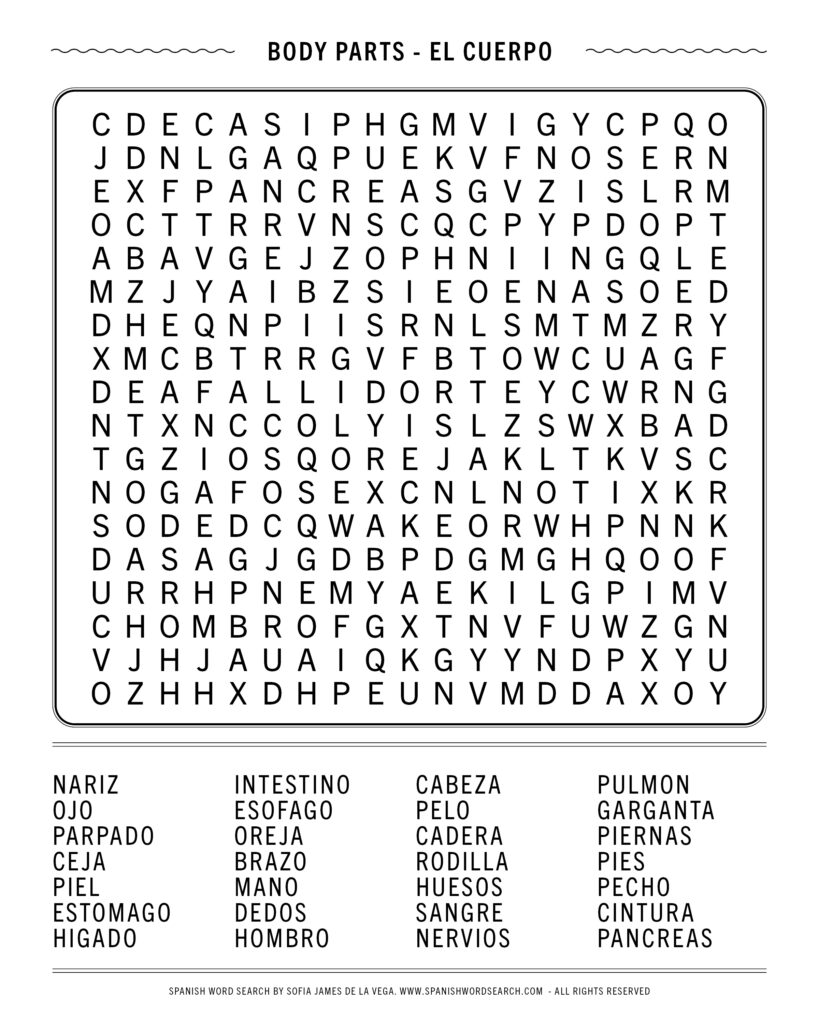 BODY PARTS - EL CUERPO
C D E C A S I P H G M V I G Y C P Q O
J D N L G A Q P U E K V F N O S E R N
E X F P A N C R E A S G V Z I S L R M
O C T T R R V N S C Q C P Y P D O P T
A B A V G E J Z O P H N I I N G Q L E
M Z J Y A I B Z S I E O E N A S O E D
D H E Q N P I I S R N L S M T M Z R Y
X M C B T R R G V F B T O W C U A G F
D E A F A L L I D O R T E Y C W R N G
N T X N C C O L Y I S L Z S W X B A D
T G Z I O S Q O R E J A K L T K V S C
N O G A F O S E X C N L N O T I X K R
S O D E D C Q W A K E O R W H P N N K
D A S A G J G D B P D G M G H Q O O F
U R R H P N E M Y A E K I L G P I M V
C H O M B R O F G X T N V F U W Z G N
V J H J A U A I Q K G Y Y N D P X Y U
O Z H H X D H P E U N V M D D A X O Y
NARIZ INTESTINO CABEZA PULMON
OJO ESOFAGO PELO GARGANTA
PARPADO OREJA CADERA PIERNAS
CEJA BRAZO RODILLA PIES
PIEL MANO HUESOS PECHO
ESTOMAGO DEDOS SANGRE CINTURA
HIGADO HOMBRO NERVIOS PANCREAS
SPANISH WORD SEARCH BY SOFIA JAMES DE LA VEGA. WWW.SPANISHWORDSEARCH.COM - ALL RIGHTS RESERVED